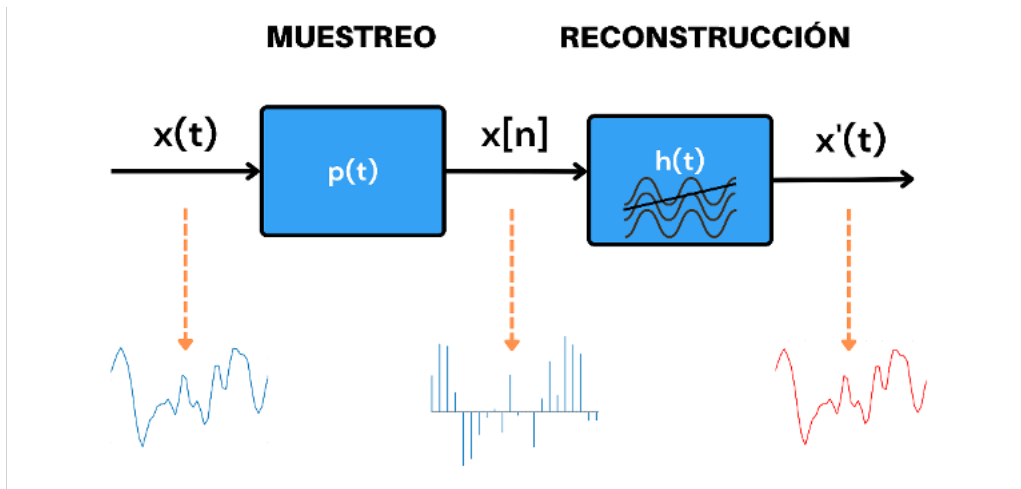 MUESTREO
RECONSTRUCCIÓN
x(t)
p(t)
x[n]
h(t)
x'(t)